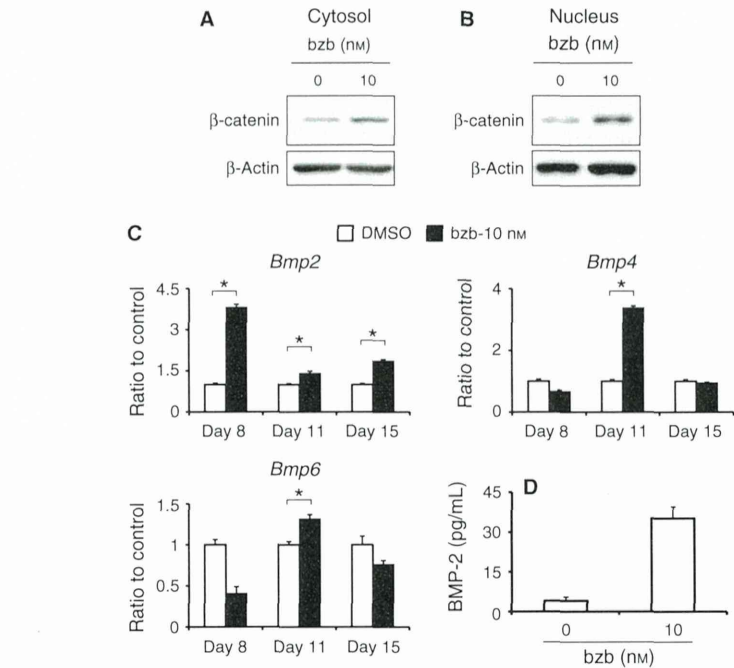 A Cytosol B Nucleus
bzb (nM) bzb (nM)
0 10 0 10
β-catenin β-catenin
β-Actin β-Actin
C DMSO bzb-10 nM
Bmp2
Ratio to control
4.5
3
1.5
0
* * *
Day 8 Day 11 Day 15
Bmp4
Ratio to control
4
2
0
*
Day 8 Day 11 Day 15
Bmp6
Ratio to control
1.5
1
0.5
0
*
Day 8 Day 11 Day 15
D
BMP-2 (pg/mL)
45
30
15
0
0 10
bzb (nM)